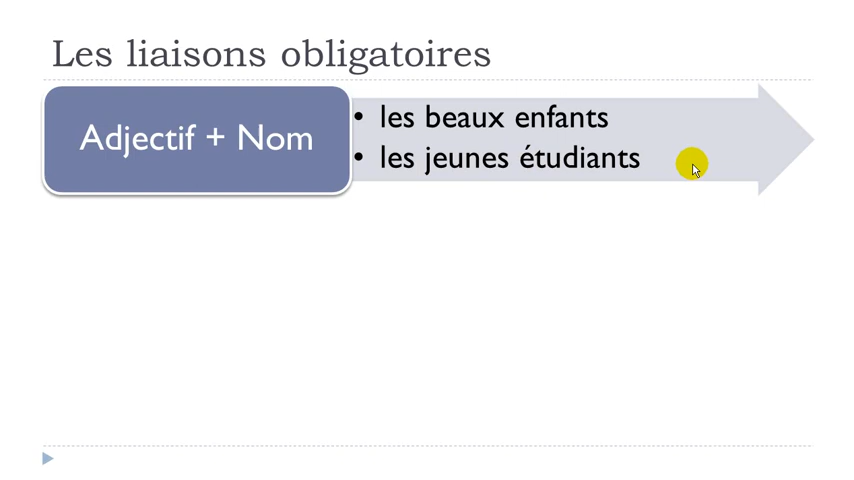 Les liaisons obligatoires
Adjectif + Nom
• les beaux enfants
• les jeunes étudiants